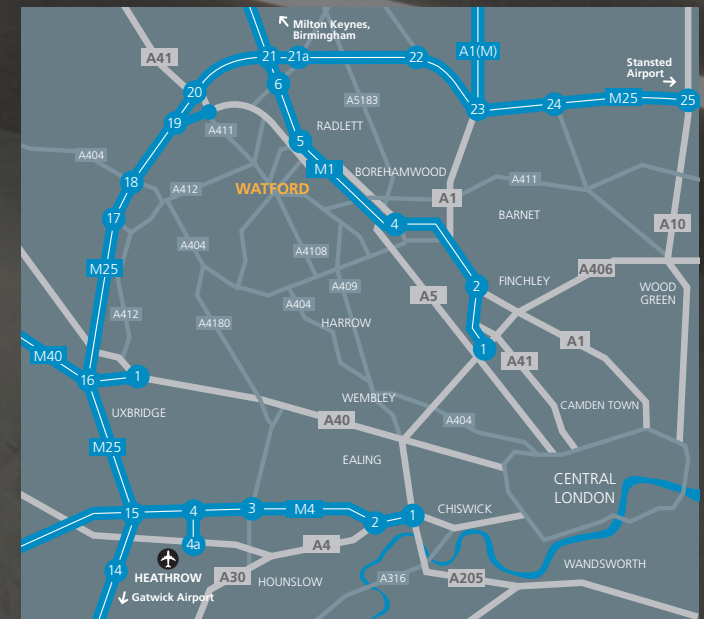 Milton Keynes,
Birmingham
A41
21
21a
22
A1(M)
Stansted
Airport
6
20
A5183
23
24
M25
25
19
A411
RADLETT
5
A404
M1
BOREHAMWOOD
18
A412
WATFORD
A411
A1
17
4
BARNET
A10
A404
A4108
M25
A406
A409
2
FINCHLEY
WOOD
GREEN
A5
A404
A412
A4180
HARROW
M40
1
A1
A41
16
1
WEMBLEY
CAMDEN TOWN
UXBRIDGE
A40
A404
M25
EALING
CENTRAL
LONDON
15
4
3
M4
2
1
CHISWICK
4a
A4
HEATHROW
14
A30
HOUNSLOW
A316
A205
WANDSWORTH
Gatwick Airport